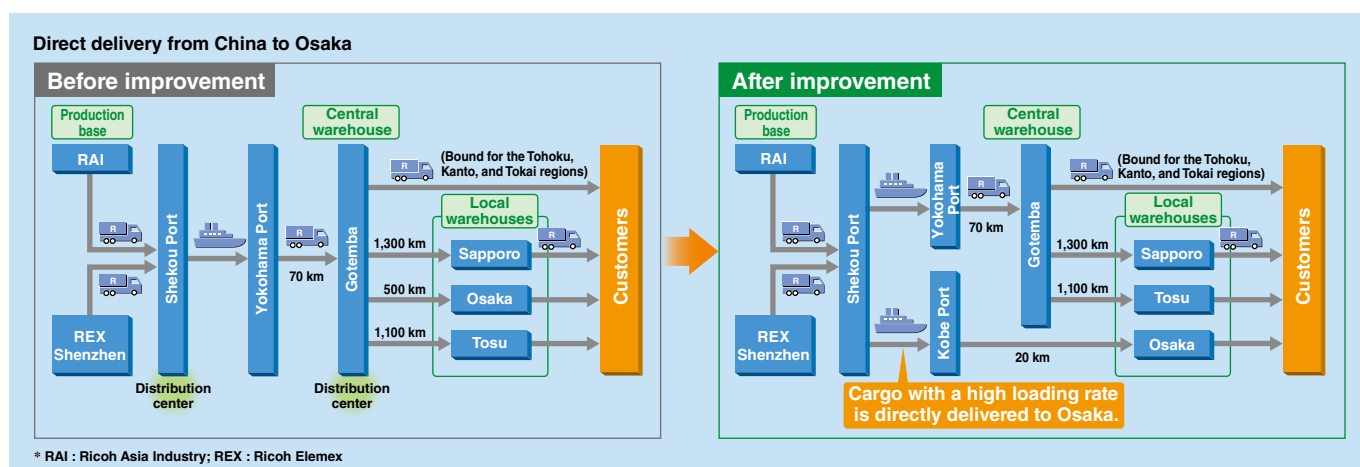 Direct delivery from China to Osaka
Before improvement
Production
base
Central
warehouse
RAI
R
(Bound for the Tohoku,
Kanto, and Tokai regions)
Local
warehouses
R
R
R
R
Shekou Port
Yokohama Port
70 km
Gotemba
1,300 km
Sapporo
500 km
Osaka
1,100 km
Tosu
Customers
REX
Shenzhen
Distribution
center
Distribution
center
After improvement
Production
base
Central
warehouse
RAI
R
(Bound for the Tohoku,
Kanto, and Tokai regions)
Local
warehouses
R
R
R
R
Shekou Port
Yokohama
Port
70 km
Gotemba
1,300 km
Sapporo
1,100 km
Tosu
Kobe Port
20 km
Osaka
Customers
REX
Shenzhen
Cargo with a high loading rate
is directly delivered to Osaka.
* RAI : Ricoh Asia Industry; REX : Ricoh Elemex